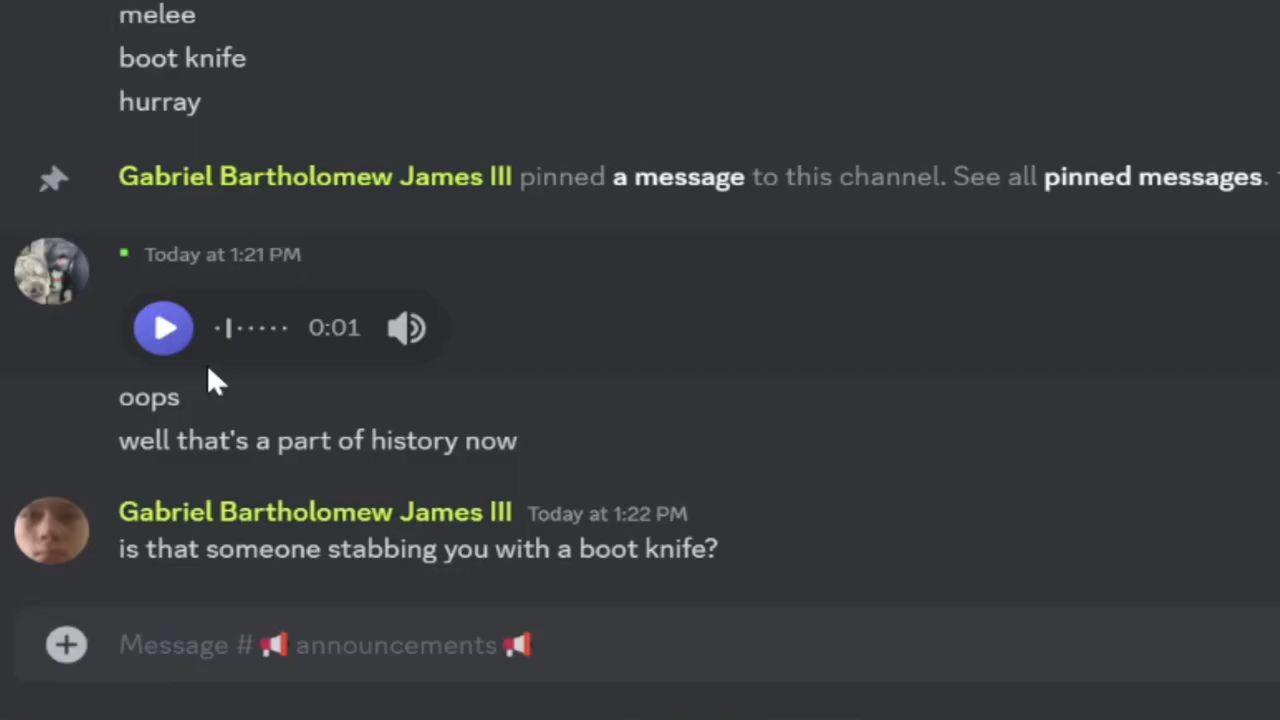 melee
boot knife
hurray
Gabriel Bartholomew James III pinned a message to this channel. See all pinned messages.
Today at 1:21 PM
0:01
oops
well that's a part of history now
Gabriel Bartholomew James III Today at 1:22 PM
is that someone stabbing you with a boot knife?
Message # announcements